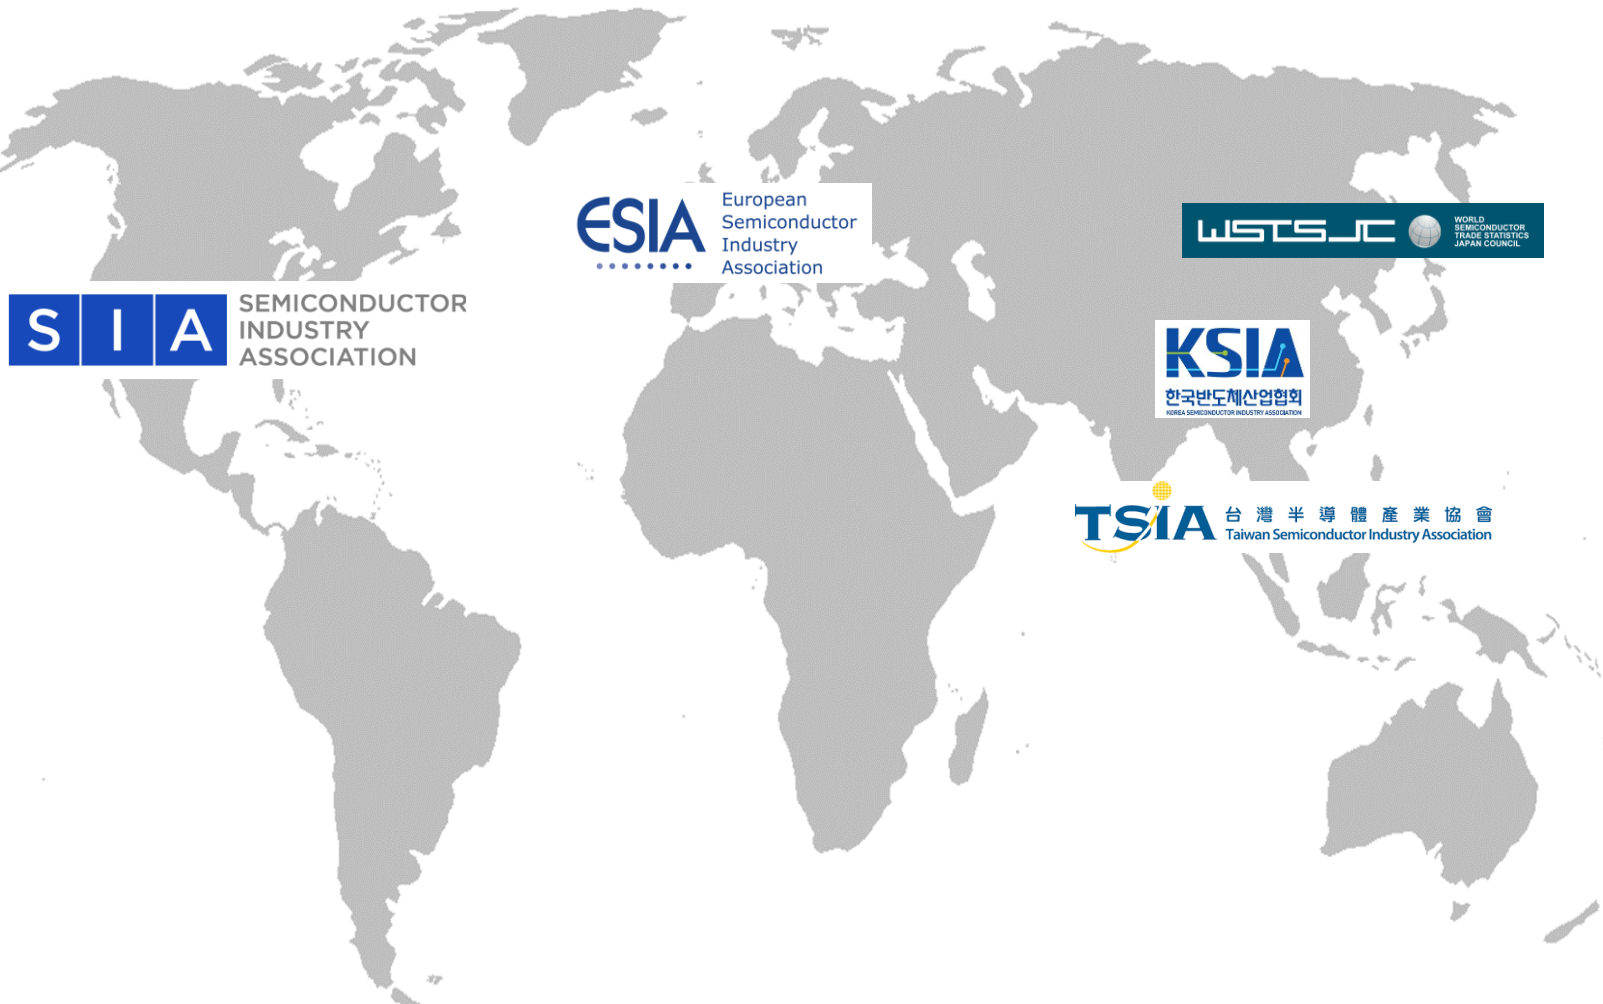 ESIA
European
Semiconductor
Industry
Association
WSTS_JC
WORLD
SEMICONDUCTOR
TRADE STATISTICS
JAPAN COUNCIL
SIA
SEMICONDUCTOR
INDUSTRY
ASSOCIATION
KSIA
한국반도체산업협회
KOREA SEMICONDUCTOR INDUSTRY ASSOCIATION
TSIA
台灣半導體產業協會
Taiwan Semiconductor Industry Association